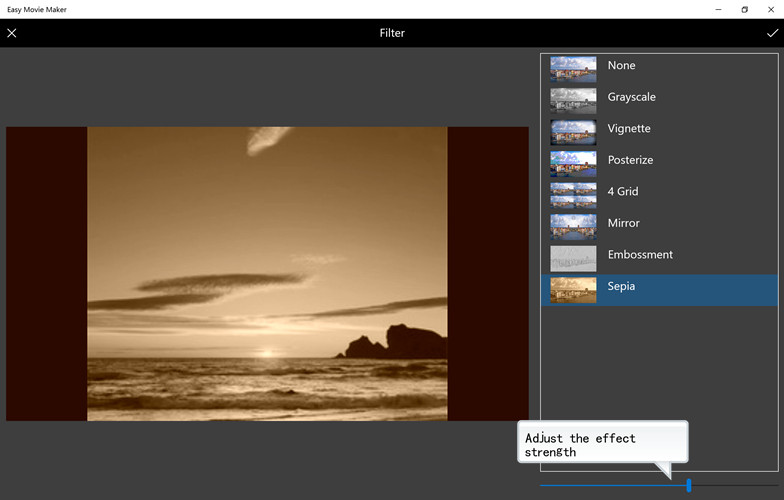 Easy Movie Maker
Filter
None
Grayscale
Vignette
Posterize
4 Grid
Mirror
Embossment
Sepia
Adjust the effect
strength